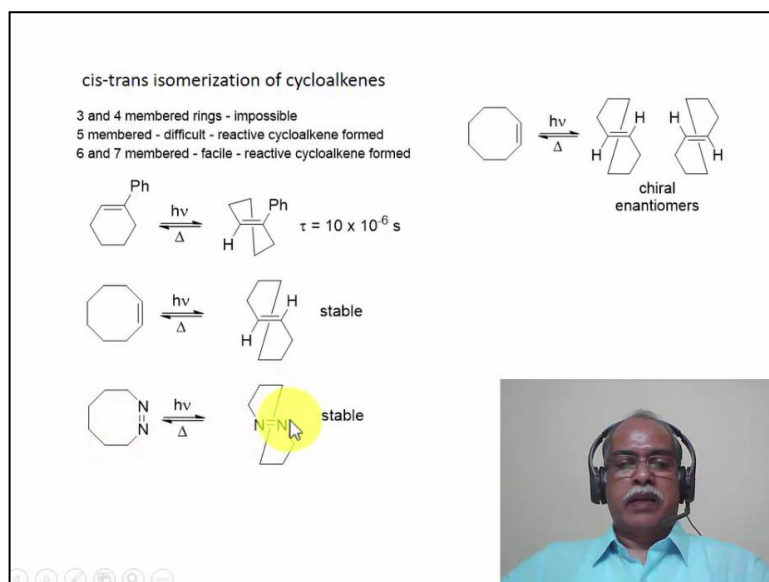 cis-trans isomerization of cycloalkenes
3 and 4 membered rings - impossible
5 membered - difficult - reactive cycloalkene formed
6 and 7 membered - facile - reactive cycloalkene formed
Ph
hν
Δ
H
Ph
τ = 10 x 10⁻⁶ s
hν
Δ
H
H
stable
N
N
hν
Δ
N=N
stable
hν
Δ
H
H
H
H
chiral
enantiomers